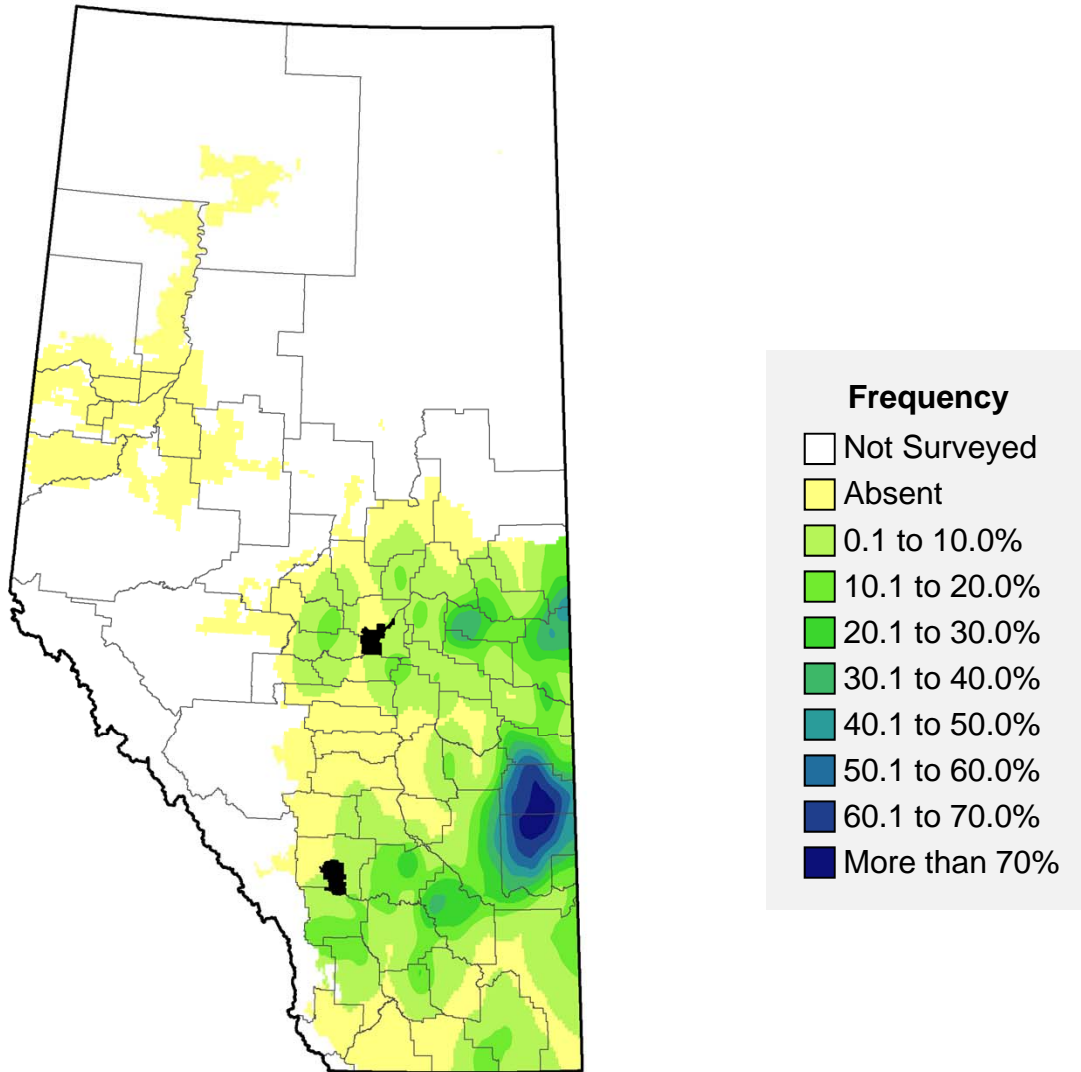 Frequency
Not Surveyed
Absent
0.1 to 10.0%
10.1 to 20.0%
20.1 to 30.0%
30.1 to 40.0%
40.1 to 50.0%
50.1 to 60.0%
60.1 to 70.0%
More than 70%